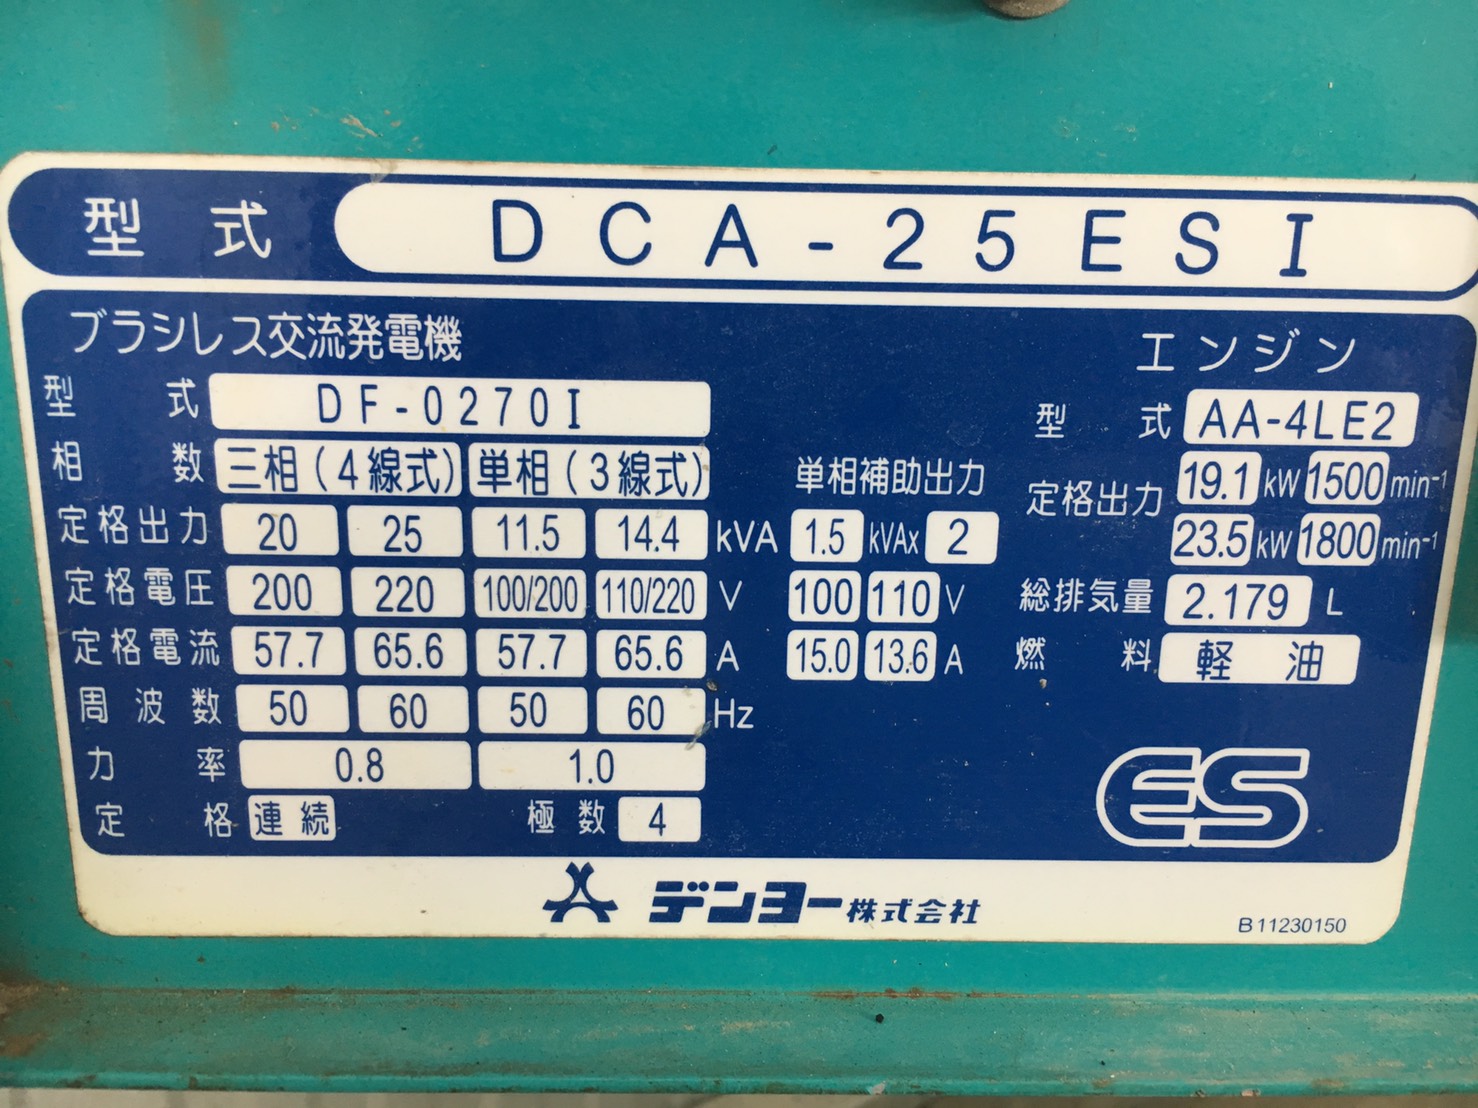 型式 DCA-25ESI
ブラシレス交流発電機
型式 DF-0270I
相数 三相(4線式) 単相(3線式)
定格出力 20 25 11.5 14.4 kVA
定格電圧 200 220 100/200 110/220 V
定格電流 57.7 65.6 57.7 65.6 A
周波数 50 60 50 60 Hz
力率 0.8 1.0
定格 連続 極数 4
単相補助出力
1.5 kVAx 2
100 110 V
15.0 13.6 A
エンジン
型式 AA-4LE2
定格出力 19.1 kW 1500 min⁻¹
23.5 kW 1800 min⁻¹
総排気量 2.179 L
燃料 軽油
ES
デンヨー株式会社
B11230150